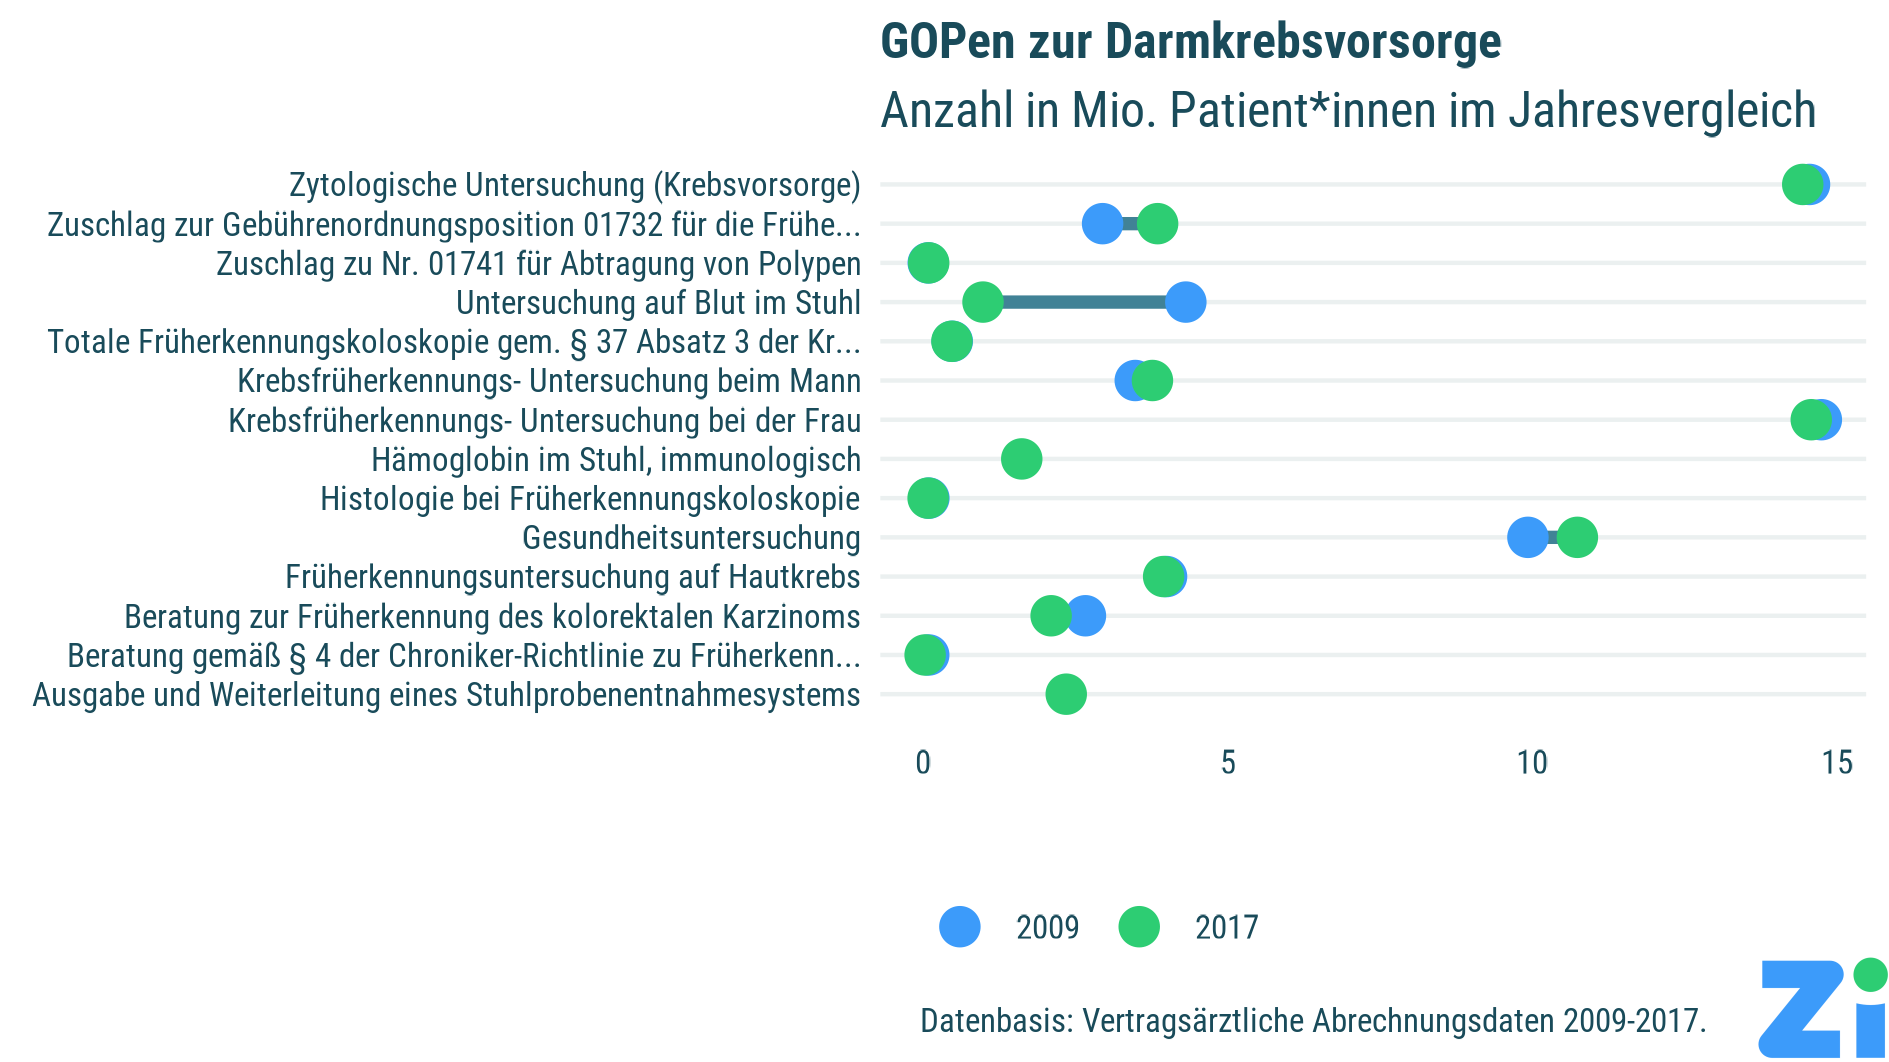 GOPen zur Darmkrebsvorsorge
Anzahl in Mio. Patient*innen im Jahresvergleich
Zytologische Untersuchung (Krebsvorsorge)
Zuschlag zur Gebührenordnungsposition 01732 für die Frühe...
Zuschlag zu Nr. 01741 für Abtragung von Polypen
Untersuchung auf Blut im Stuhl
Totale Früherkennungskoloskopie gem. § 37 Absatz 3 der Kr...
Krebsfrüherkennungs- Untersuchung beim Mann
Krebsfrüherkennungs- Untersuchung bei der Frau
Hämoglobin im Stuhl, immunologisch
Histologie bei Früherkennungskoloskopie
Gesundheitsuntersuchung
Früherkennungsuntersuchung auf Hautkrebs
Beratung zur Früherkennung des kolorektalen Karzinoms
Beratung gemäß § 4 der Chroniker-Richtlinie zu Früherkenn...
Ausgabe und Weiterleitung eines Stuhlprobenentnahmesystems
0 5 10 15
2009 2017
Datenbasis: Vertragsärztliche Abrechnungsdaten 2009-2017.
Zi